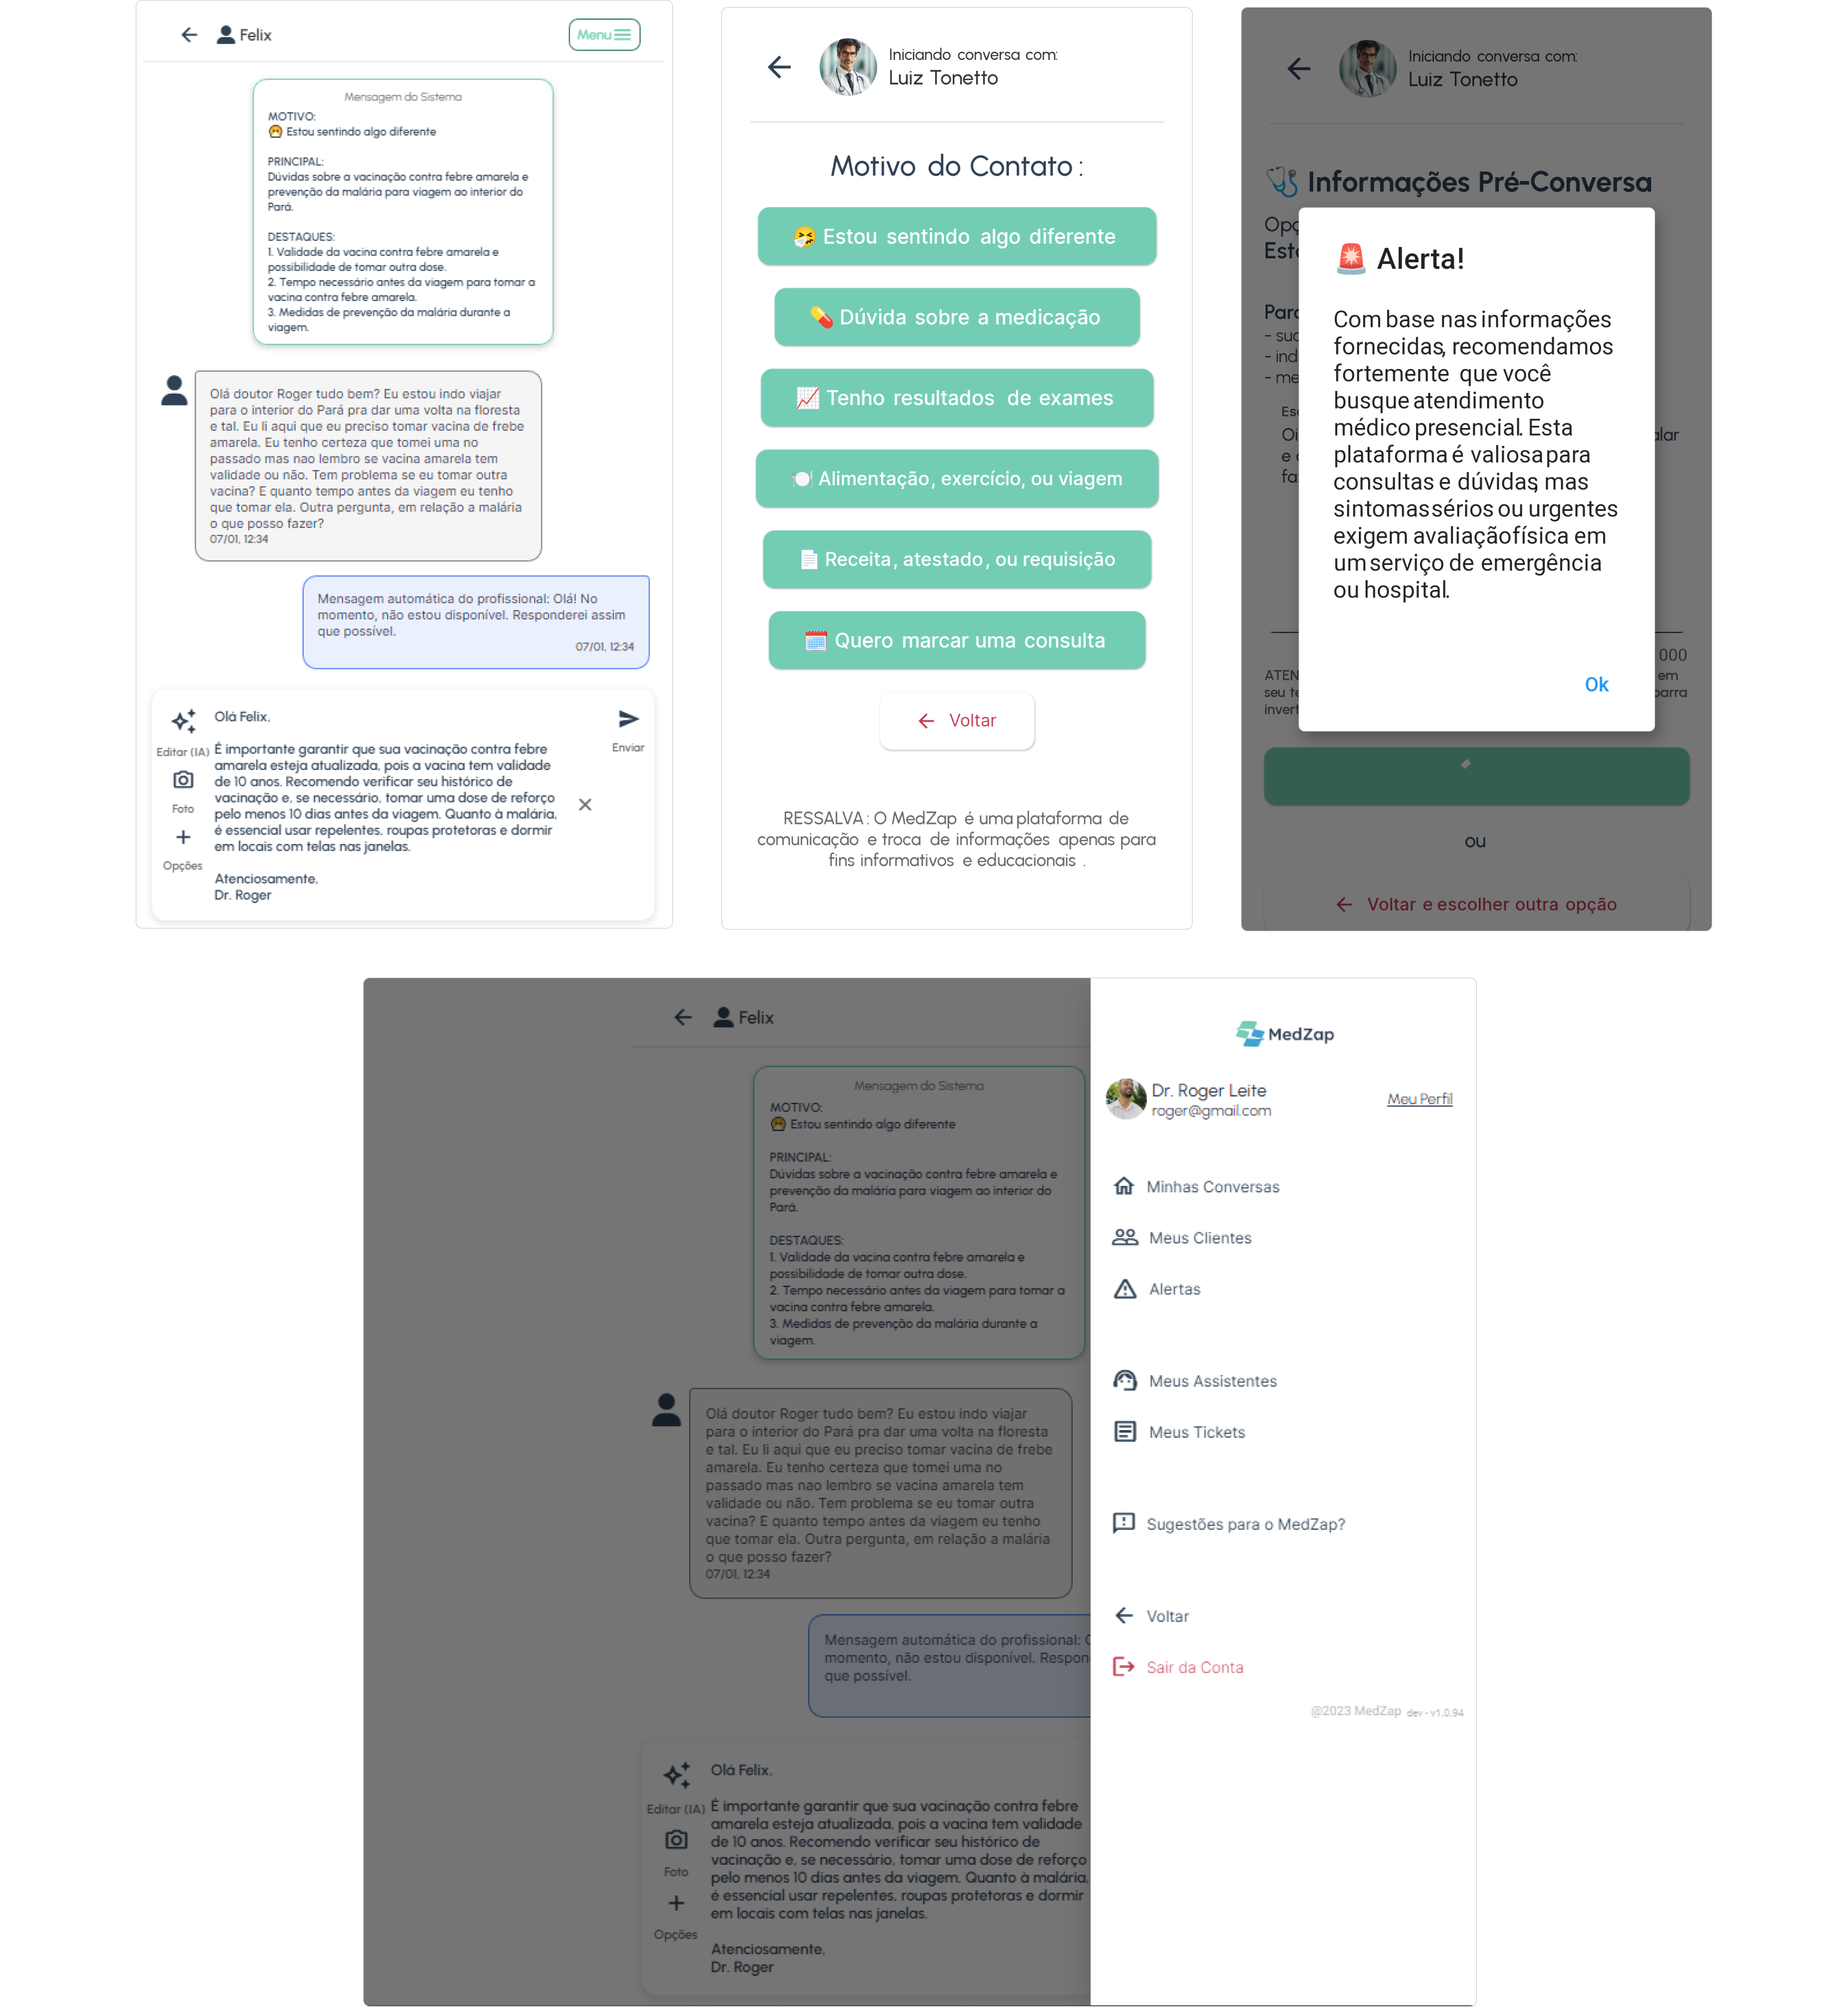 Felix
Menu
Mensagem do Sistema
MOTIVO:
🤧 Estou sentindo algo diferente
PRINCIPAL:
Dúvidas sobre a vacinação contra febre amarela e
prevenção da malária para viagem ao interior do
Pará.
DESTAQUES:
1. Validade da vacina contra febre amarela e
possibilidade de tomar outra dose.
2. Tempo necessário antes da viagem para tomar a
vacina contra febre amarela.
3. Medidas de prevenção da malária durante a
viagem.
Olá doutor Roger tudo bem? Eu estou indo viajar
para o interior do Pará pra dar uma volta na floresta
e tal. Eu li aqui que eu preciso tomar vacina de frebe
amarela. Eu tenho certeza que tomei uma no
passado mas nao lembro se vacina amarela tem
validade ou não. Tem problema se eu tomar outra
vacina? E quanto tempo antes da viagem eu tenho
que tomar ela. Outra pergunta, em relação a malária
o que posso fazer?
07/01, 12:34
Mensagem automática do profissional: Olá! No
momento, não estou disponível. Responderei assim
que possível.
07/01, 12:34
Editar (IA)
Foto
Opções
Olá Felix,
É importante garantir que sua vacinação contra febre
amarela esteja atualizada, pois a vacina tem validade
de 10 anos. Recomendo verificar seu histórico de
vacinação e, se necessário, tomar uma dose de reforço
pelo menos 10 dias antes da viagem. Quanto à malária,
é essencial usar repelentes, roupas protetoras e dormir
em locais com telas nas janelas.
Atenciosamente,
Dr. Roger
Enviar
Iniciando conversa com:
Luiz Tonetto
Motivo do Contato:
🤧 Estou sentindo algo diferente
💊 Dúvida sobre a medicação
📈 Tenho resultados de exames
🍽️ Alimentação, exercício, ou viagem
📄 Receita, atestado, ou requisição
🗓️ Quero marcar uma consulta
Voltar
RESSALVA: O MedZap é uma plataforma de
comunicação e troca de informações apenas para
fins informativos e educacionais .
Iniciando conversa com:
Luiz Tonetto
🩺 Informações Pré-Conversa
Opç
Esto
Para
- suc
- ind
- me
Esc
Oi
e c
fa
alar
000
ATEN
seu te
invert
em
barra
🚨 Alerta!
Com base nas informações
fornecidas, recomendamos
fortemente que você
busque atendimento
médico presencial. Esta
plataforma é valiosa para
consultas e dúvidas, mas
sintomas sérios ou urgentes
exigem avaliação física em
um serviço de emergência
ou hospital.
Ok
ou
Voltar e escolher outra opção
Felix
Mensagem do Sistema
MOTIVO:
🤧 Estou sentindo algo diferente
PRINCIPAL:
Dúvidas sobre a vacinação contra febre amarela e
prevenção da malária para viagem ao interior do
Pará.
DESTAQUES:
1. Validade da vacina contra febre amarela e
possibilidade de tomar outra dose.
2. Tempo necessário antes da viagem para tomar a
vacina contra febre amarela.
3. Medidas de prevenção da malária durante a
viagem.
Olá doutor Roger tudo bem? Eu estou indo viajar
para o interior do Pará pra dar uma volta na floresta
e tal. Eu li aqui que eu preciso tomar vacina de frebe
amarela. Eu tenho certeza que tomei uma no
passado mas nao lembro se vacina amarela tem
validade ou não. Tem problema se eu tomar outra
vacina? E quanto tempo antes da viagem eu tenho
que tomar ela. Outra pergunta, em relação a malária
o que posso fazer?
07/01, 12:34
Mensagem automática do profissional:
momento, não estou disponível. Respon
que possível.
Editar (IA)
Foto
Opções
Olá Felix,
É importante garantir que sua vacinação contra febre
amarela esteja atualizada, pois a vacina tem validade
de 10 anos. Recomendo verificar seu histórico de
vacinação e, se necessário, tomar uma dose de reforço
pelo menos 10 dias antes da viagem. Quanto à malária,
é essencial usar repelentes, roupas protetoras e dormir
em locais com telas nas janelas.
Atenciosamente,
Dr. Roger
MedZap
Dr. Roger Leite
roger@gmail.com
Meu Perfil
Minhas Conversas
Meus Clientes
Alertas
Meus Assistentes
Meus Tickets
Sugestões para o MedZap?
Voltar
Sair da Conta
@2023 MedZap dev - v1.0.94